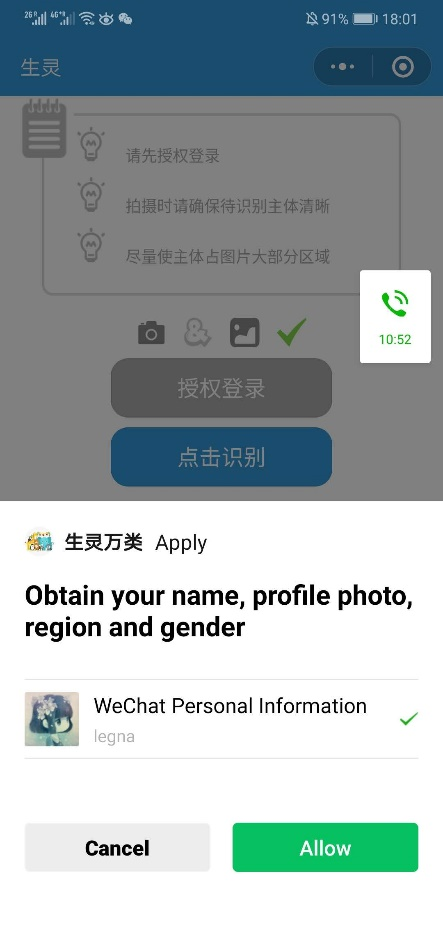 2G R 4G+R 91% 18:01
生灵
请先授权登录
拍摄时请确保待识别主体清晰
尽量使主体占图片大部分区域
10:52
授权登录
点击识别
生灵万类 Apply
Obtain your name, profile photo,
region and gender
WeChat Personal Information
legna
Cancel Allow